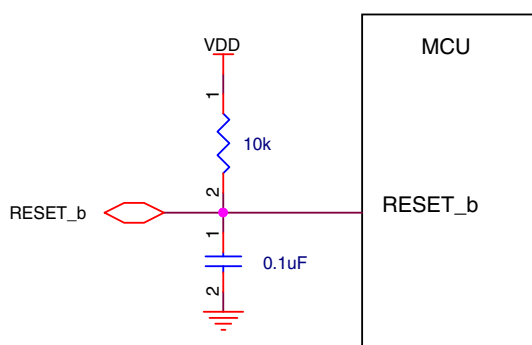 VDD
MCU
1
10k
2
RESET_b
RESET_b
1
0.1uF
2